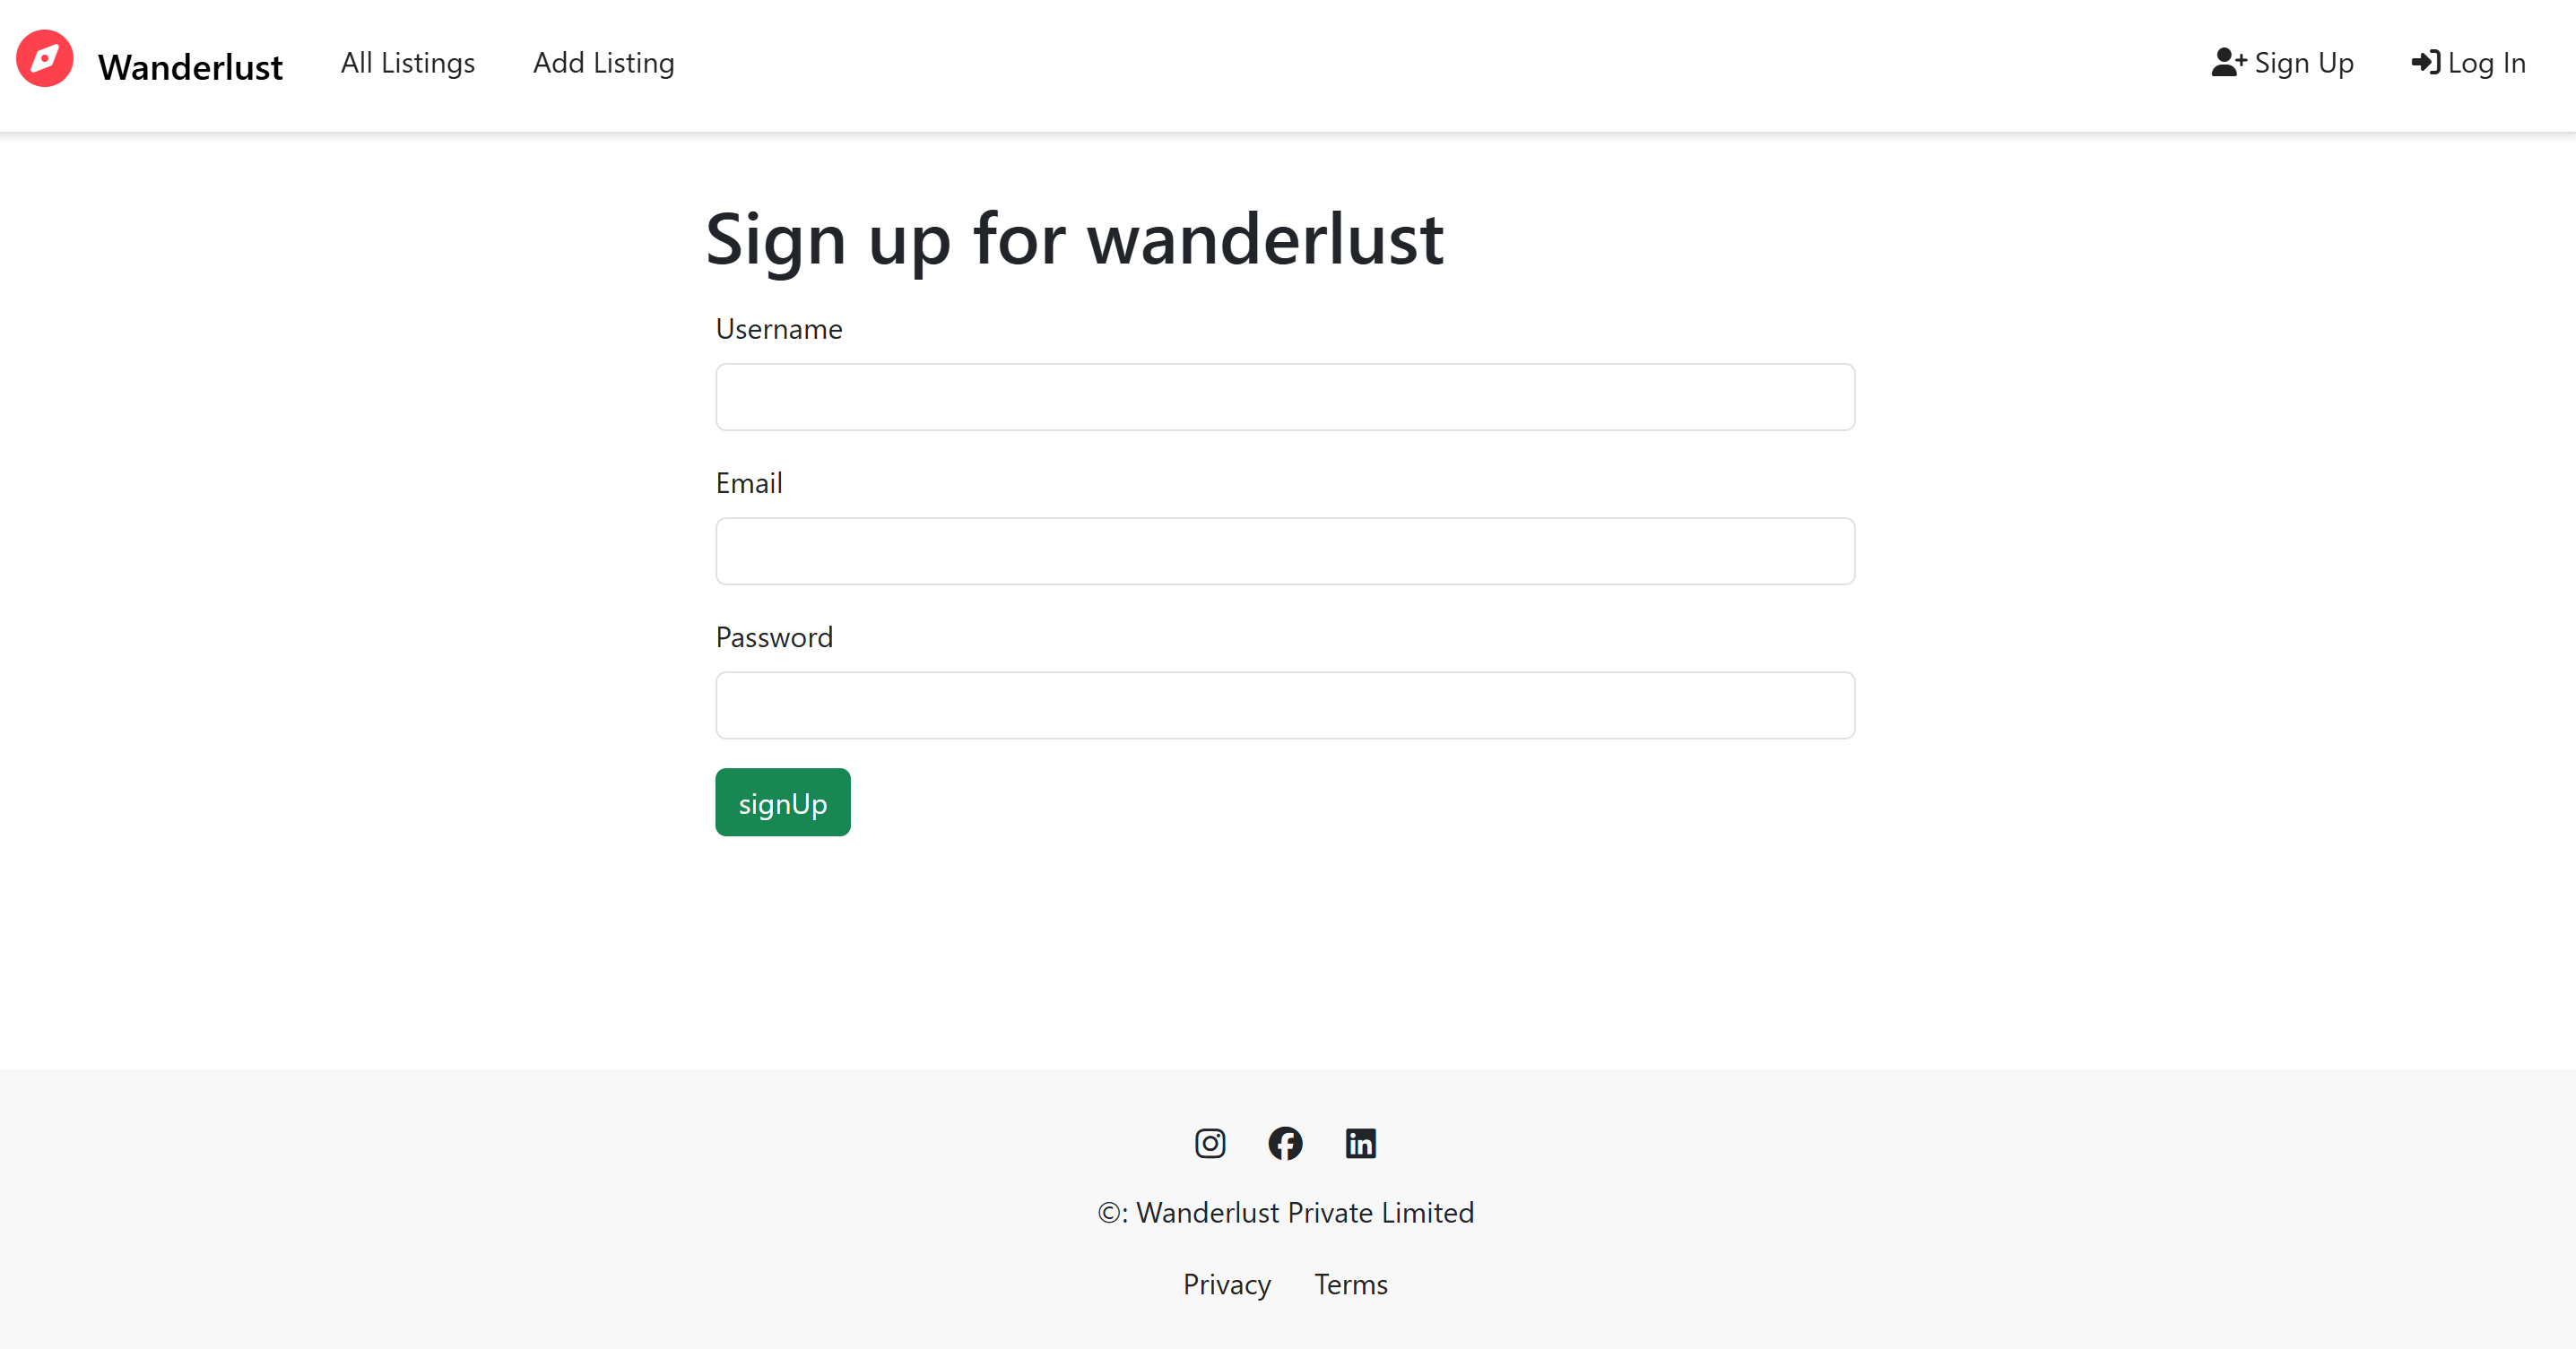 Wanderlust All Listings Add Listing Sign Up Log In
Sign up for wanderlust
Username
Email
Password
signUp
©: Wanderlust Private Limited
Privacy Terms